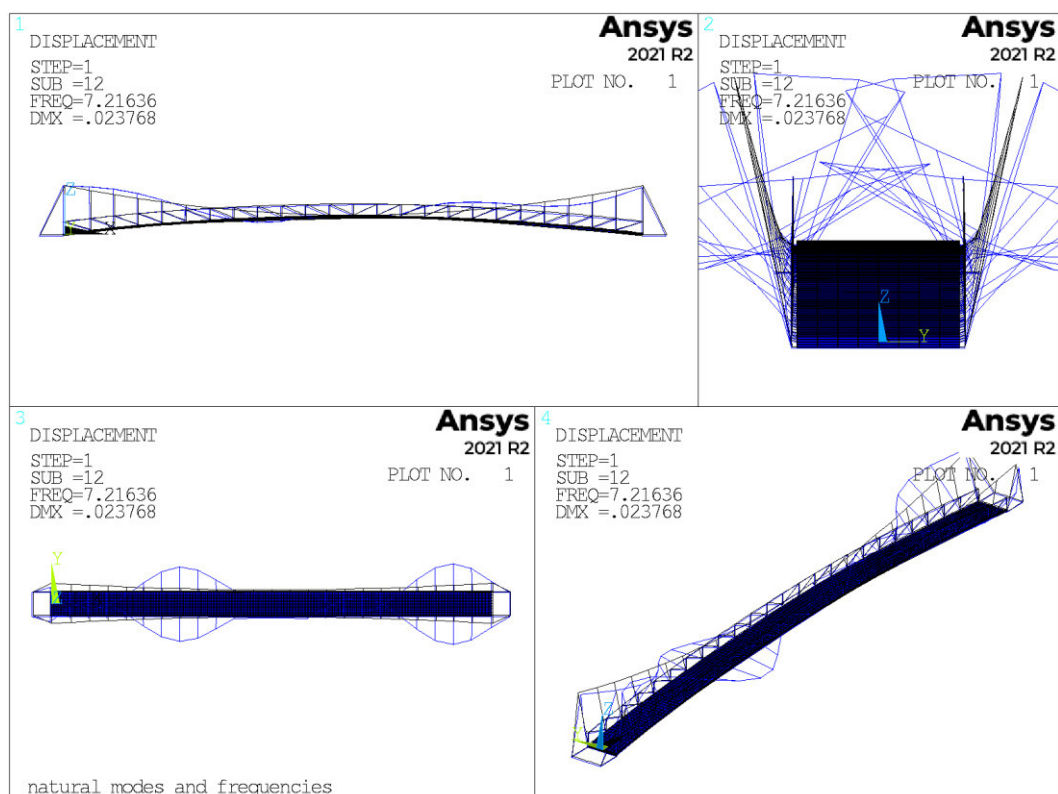 1
Ansys
2021 R2
DISPLACEMENT
STEP=1
SUB =12
FREQ=7.21636
DMX =.023768
PLOT NO. 1
Z
X
2
Ansys
2021 R2
DISPLACEMENT
STEP=1
SUB =12
FREQ=7.21636
DMX =.023768
PLOT NO. 1
Z
Y
3
Ansys
2021 R2
DISPLACEMENT
STEP=1
SUB =12
FREQ=7.21636
DMX =.023768
PLOT NO. 1
Y
natural modes and frequencies
4
Ansys
2021 R2
DISPLACEMENT
STEP=1
SUB =12
FREQ=7.21636
DMX =.023768
PLOT NO. 1
Z